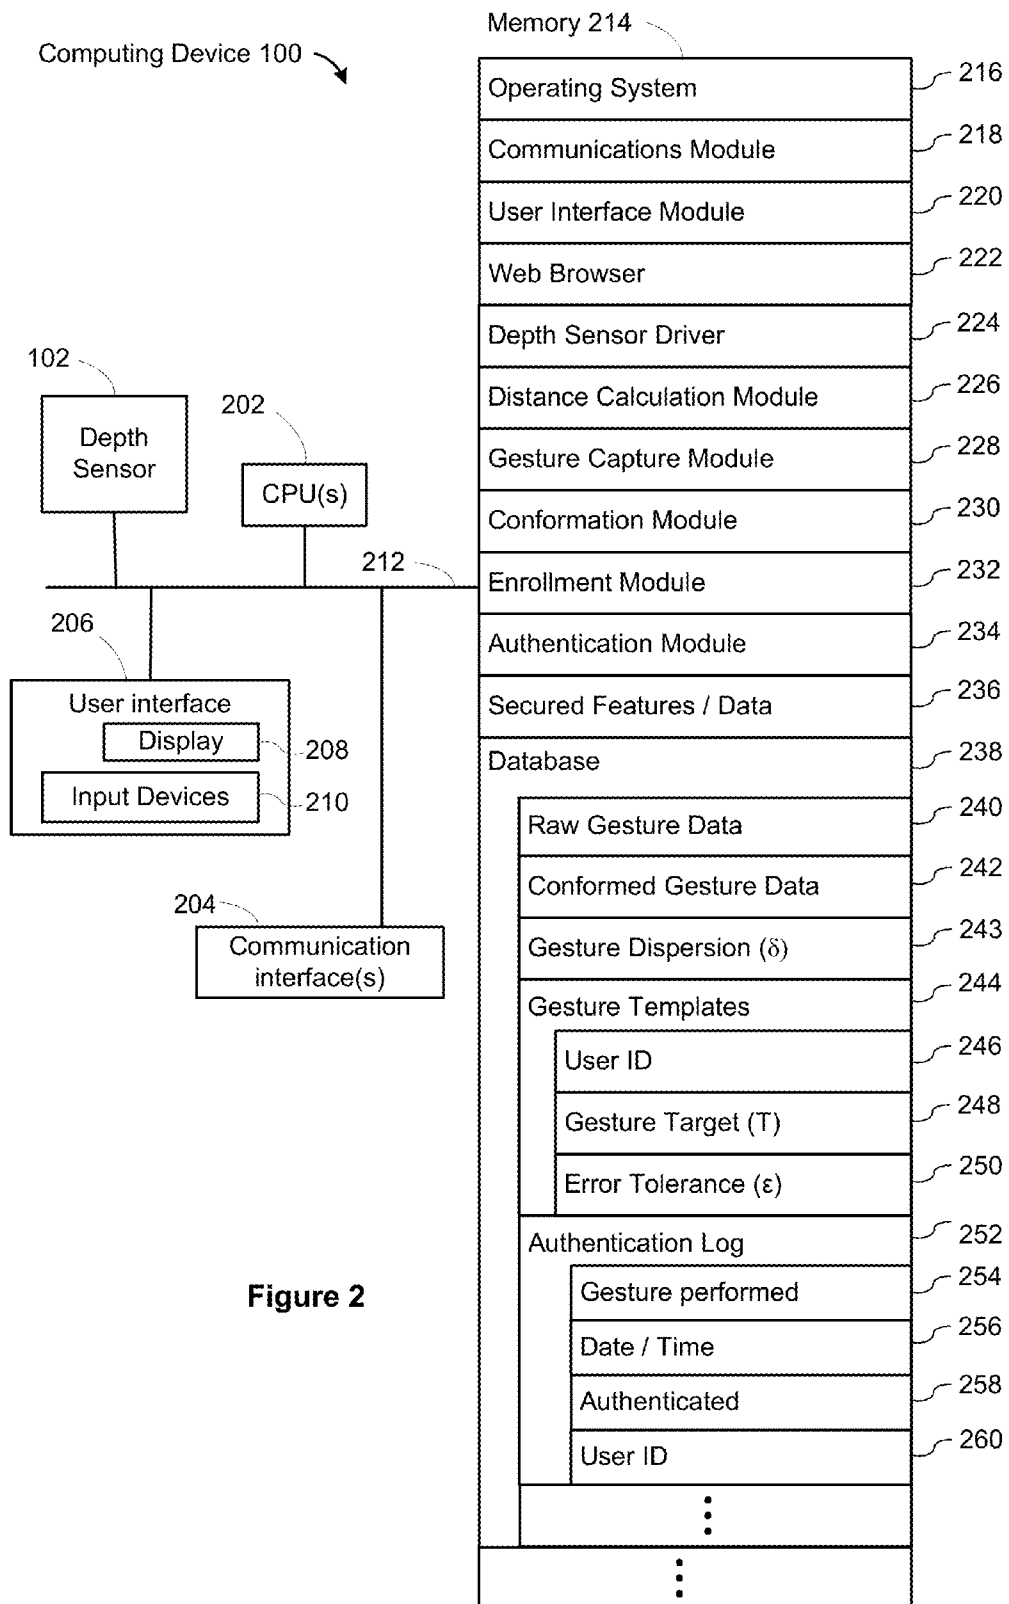 Memory 214
Computing Device 100
Operating System
216
Communications Module
218
User Interface Module
220
Web Browser
222
Depth Sensor Driver
224
Distance Calculation Module
226
Gesture Capture Module
228
Conformation Module
230
Enrollment Module
232
Authentication Module
234
Secured Features / Data
236
Database
238
Raw Gesture Data
240
Conformed Gesture Data
242
Gesture Dispersion (δ)
243
Gesture Templates
244
User ID
246
Gesture Target (T)
248
Error Tolerance (ε)
250
Authentication Log
252
Gesture performed
254
Date / Time
256
Authenticated
258
User ID
260
102
Depth
Sensor
202
CPU(s)
212
206
User interface
Display
208
Input Devices
210
204
Communication
interface(s)
Figure 2